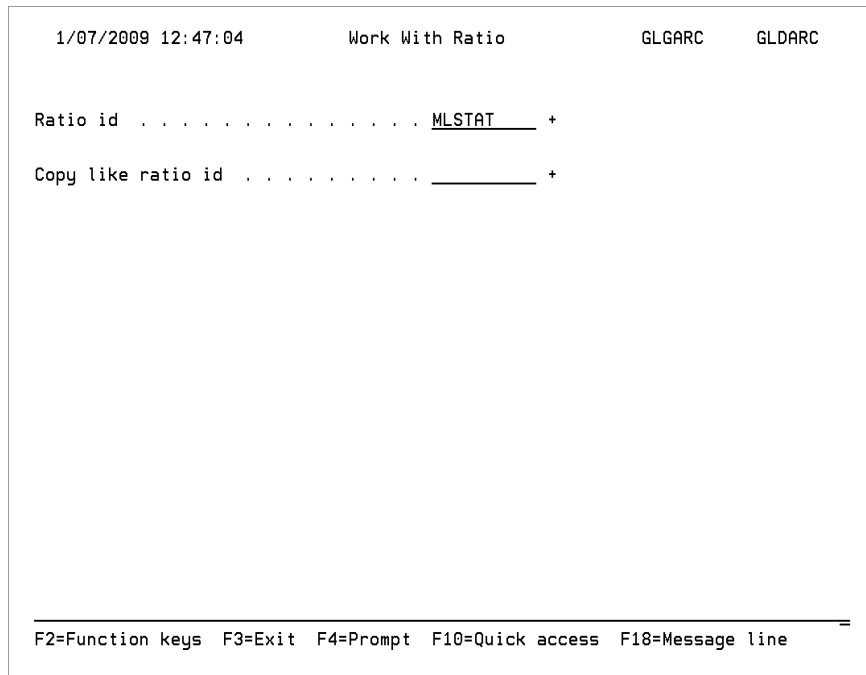 1/07/2009 12:47:04 Work With Ratio GLGARC GLDARC
Ratio id . . . . . . . . . . . . . . MLSTAT +
Copy like ratio id . . . . . . . . . +
F2=Function keys F3=Exit F4=Prompt F10=Quick access F18=Message line